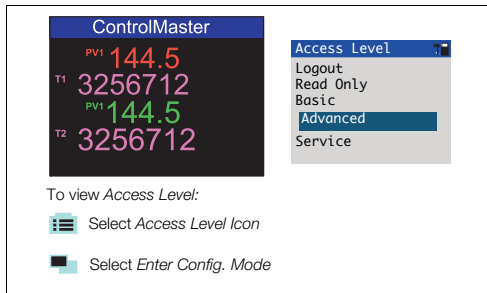 ControlMaster
PV1 144.5
T1 3256712
PV1 144.5
T2 3256712
Access Level
Logout
Read Only
Basic
Advanced
Service
To view Access Level:
Select Access Level Icon
Select Enter Config. Mode